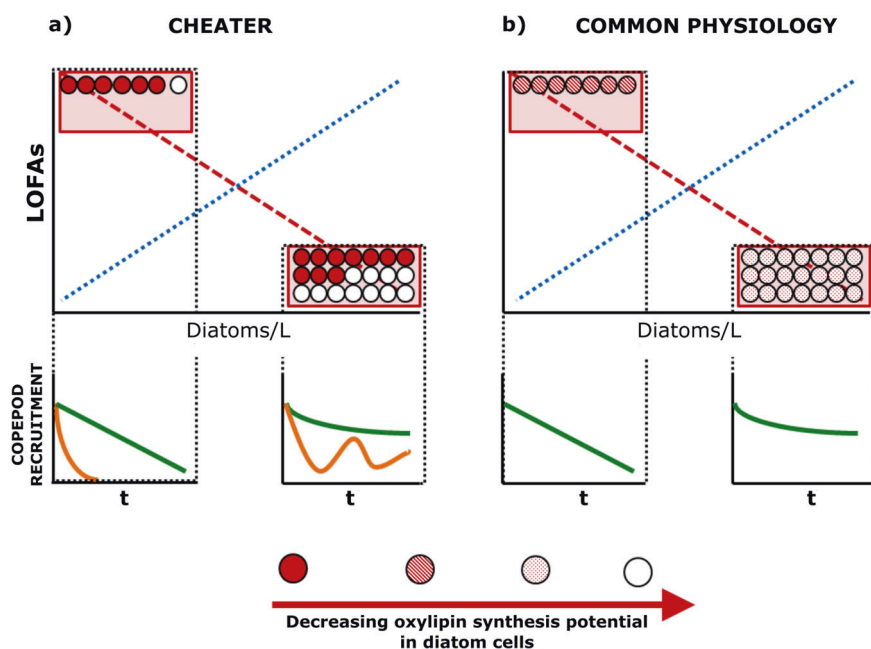 a)
CHEATER
b)
COMMON PHYSIOLOGY
LOFAs
Diatoms/L
Diatoms/L
COPEPOD
RECRUITMENT
t
t
t
t
Decreasing oxylipin synthesis potential
in diatom cells